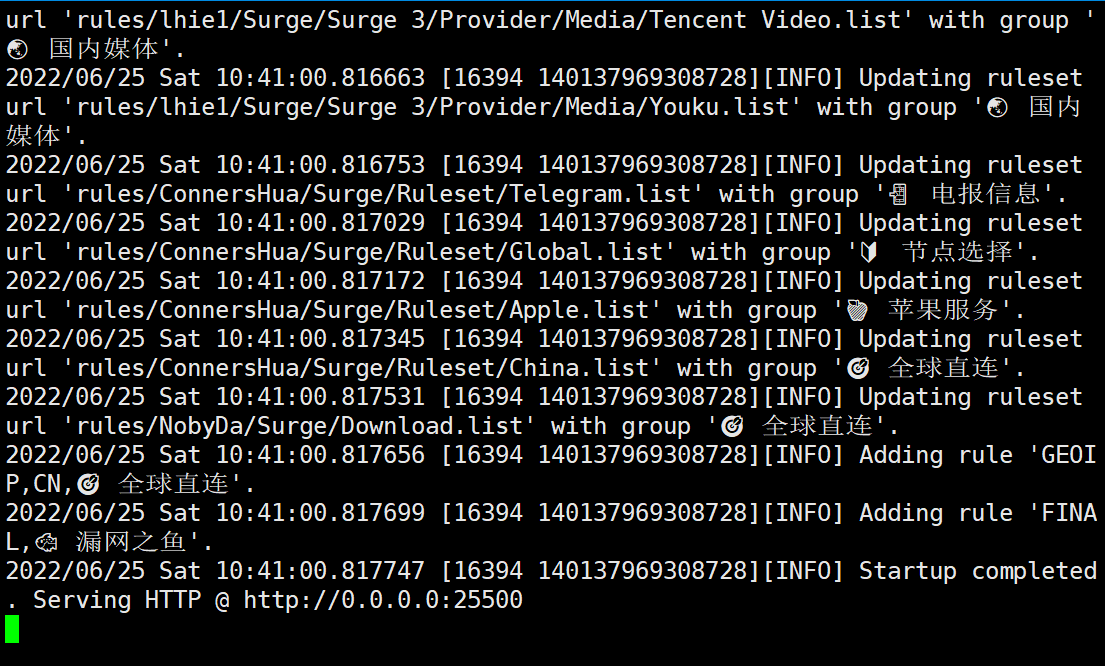 url 'rules/lhie1/Surge/Surge 3/Provider/Media/Tencent Video.list' with group '
🌏 国内媒体'.
2022/06/25 Sat 10:41:00.816663 [16394 140137969308728][INFO] Updating ruleset
url 'rules/lhie1/Surge/Surge 3/Provider/Media/Youku.list' with group '🌏 国内
媒体'.
2022/06/25 Sat 10:41:00.816753 [16394 140137969308728][INFO] Updating ruleset
url 'rules/ConnersHua/Surge/Ruleset/Telegram.list' with group '📲 电报信息'.
2022/06/25 Sat 10:41:00.817029 [16394 140137969308728][INFO] Updating ruleset
url 'rules/ConnersHua/Surge/Ruleset/Global.list' with group '🔰 节点选择'.
2022/06/25 Sat 10:41:00.817172 [16394 140137969308728][INFO] Updating ruleset
url 'rules/ConnersHua/Surge/Ruleset/Apple.list' with group '🍎 苹果服务'.
2022/06/25 Sat 10:41:00.817345 [16394 140137969308728][INFO] Updating ruleset
url 'rules/ConnersHua/Surge/Ruleset/China.list' with group '🎯 全球直连'.
2022/06/25 Sat 10:41:00.817531 [16394 140137969308728][INFO] Updating ruleset
url 'rules/NobyDa/Surge/Download.list' with group '🎯 全球直连'.
2022/06/25 Sat 10:41:00.817656 [16394 140137969308728][INFO] Adding rule 'GEOI
P,CN,🎯 全球直连'.
2022/06/25 Sat 10:41:00.817699 [16394 140137969308728][INFO] Adding rule 'FINA
L,🐟 漏网之鱼'.
2022/06/25 Sat 10:41:00.817747 [16394 140137969308728][INFO] Startup completed
. Serving HTTP @ http://0.0.0.0:25500